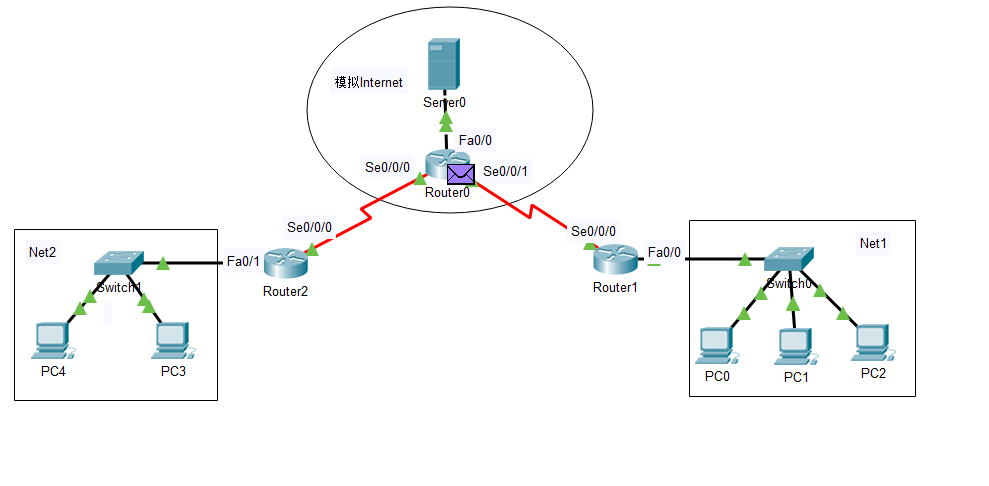 模拟Internet
Server0
Fa0/0
Se0/0/0
Se0/0/1
Router0
Se0/0/0
Se0/0/0
Net2
Net1
Fa0/1
Fa0/0
Switch1
Switch0
Router2
Router1
PC4
PC3
PC0
PC1
PC2